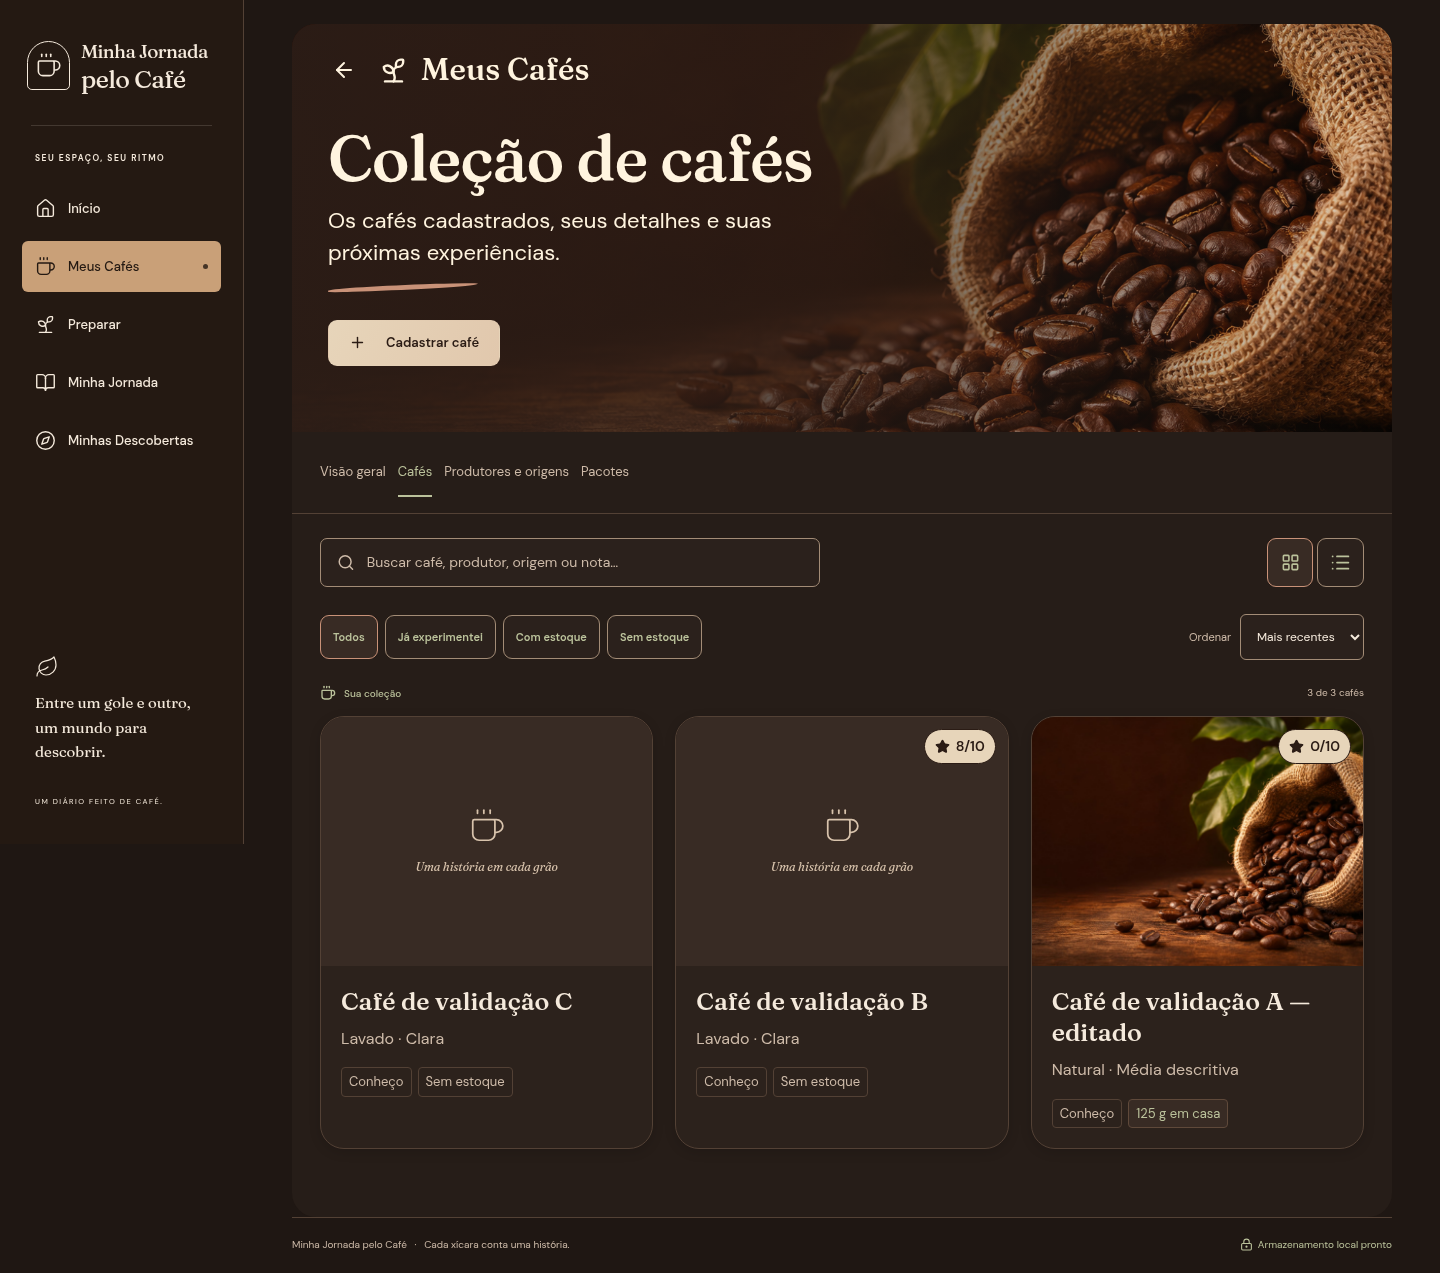 Minha Jornada
pelo Café
SEU ESPAÇO, SEU RITMO
Início
Meus Cafés
Preparar
Minha Jornada
Minhas Descobertas
Entre um gole e outro,
um mundo para
descobrir.
UM DIÁRIO FEITO DE CAFÉ.
Meus Cafés
Coleção de cafés
Os cafés cadastrados, seus detalhes e suas
próximas experiências.
Cadastrar café
Visão geral Cafés Produtores e origens Pacotes
Buscar café, produtor, origem ou nota...
Todos Já experimentei Com estoque Sem estoque
Ordenar Mais recentes
Sua coleção
3 de 3 cafés
Uma história em cada grão
Café de validação C
Lavado · Clara
Conheço Sem estoque
8/10
Uma história em cada grão
Café de validação B
Lavado · Clara
Conheço Sem estoque
0/10
Café de validação A —
editado
Natural · Média descritiva
Conheço 125 g em casa
Minha Jornada pelo Café · Cada xícara conta uma história.
Armazenamento local pronto